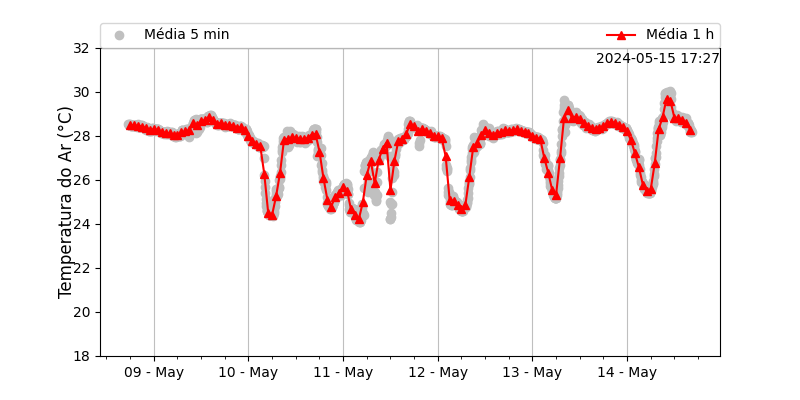 Média 5 min
Média 1 h
2024-05-15 17:27
Temperatura do Ar (°C)
32
30
28
26
24
22
20
18
09 - May
10 - May
11 - May
12 - May
13 - May
14 - May